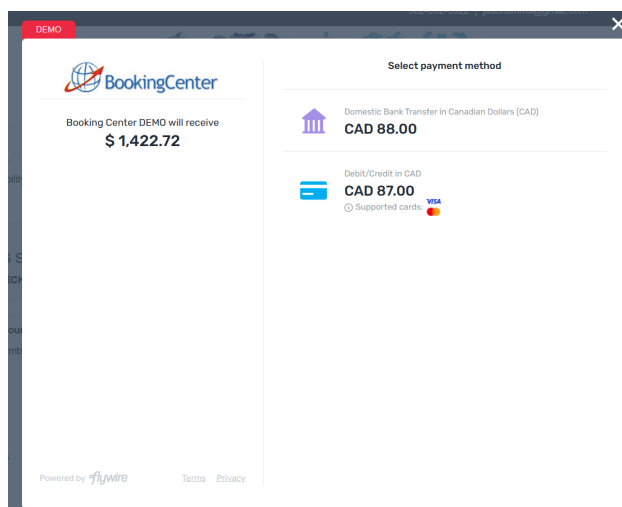 DEMO
BookingCenter
Booking Center DEMO will receive
$ 1,422.72
Select payment method
Domestic Bank Transfer in Canadian Dollars (CAD)
CAD 88.00
Debit/Credit in CAD
CAD 87.00
Supported cards:
VISA
Powered by flywire
Terms Privacy